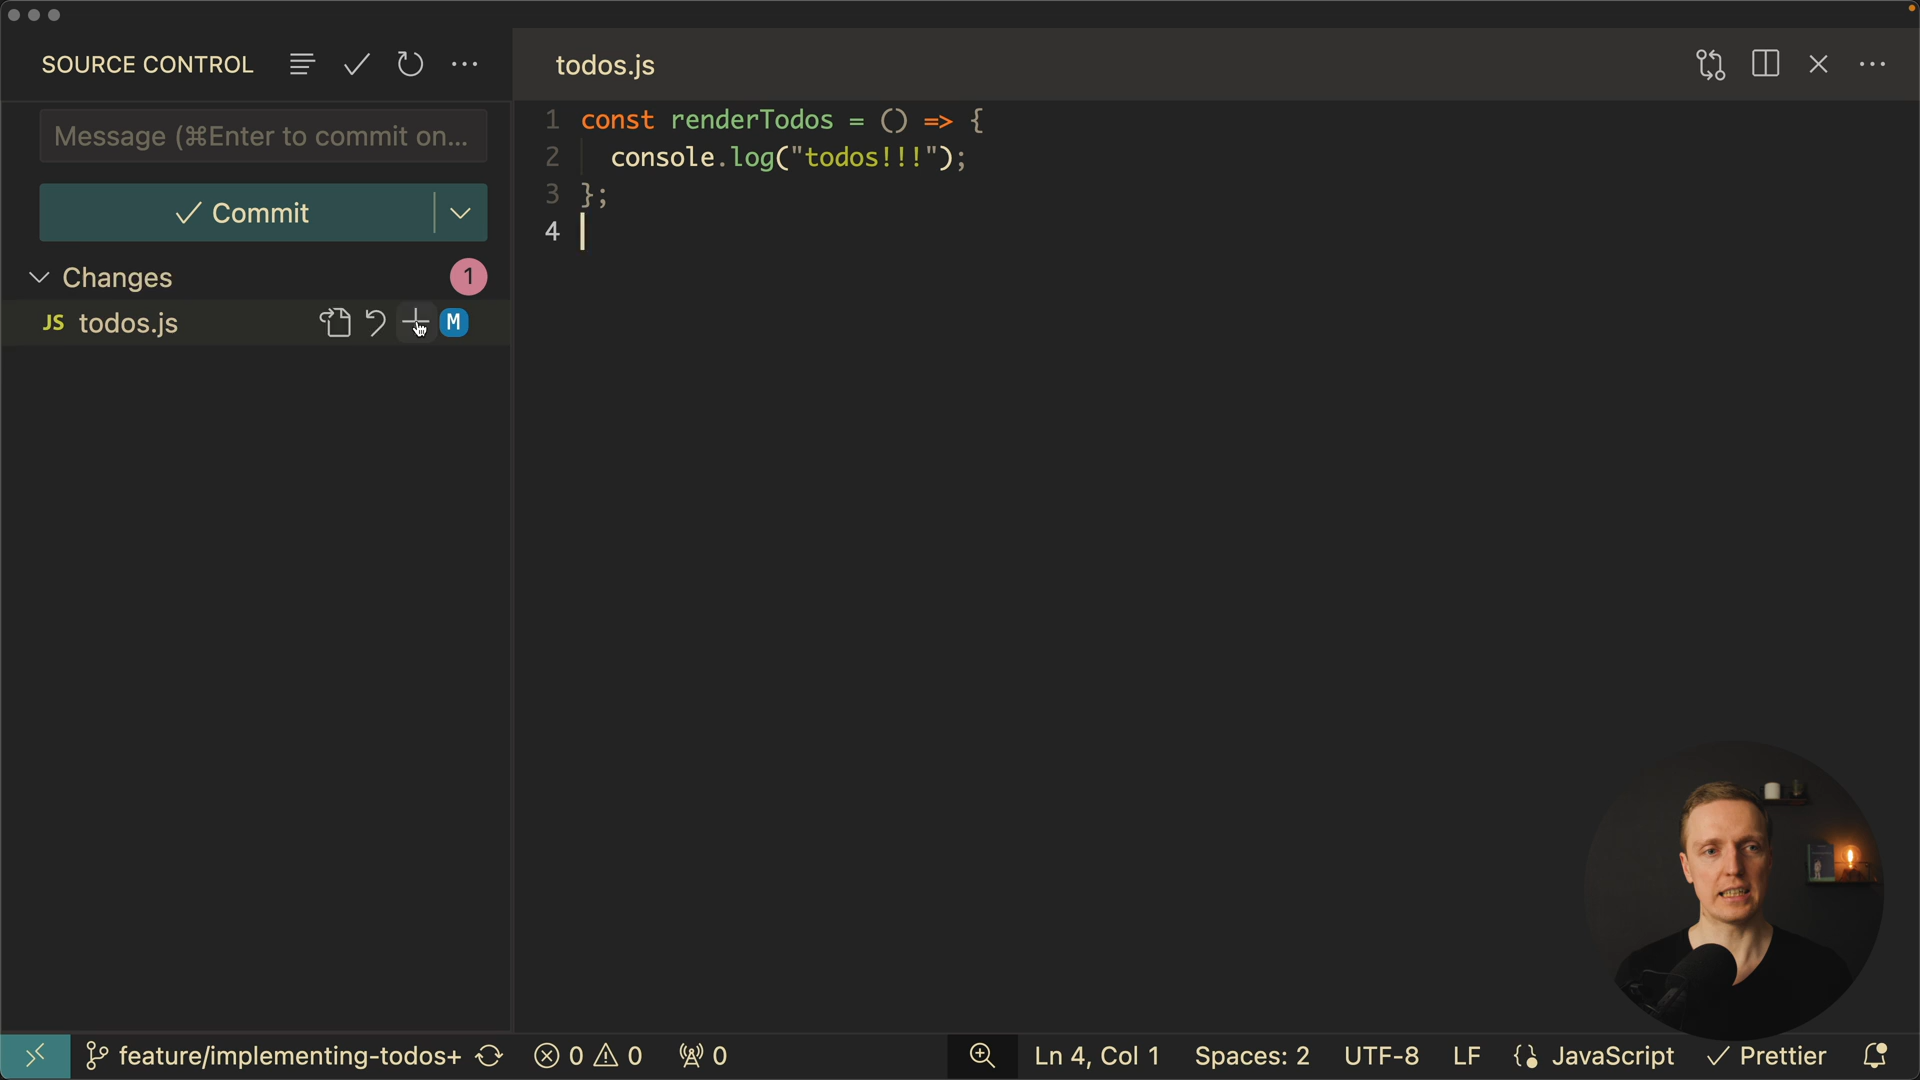 SOURCE CONTROL
Message (⌘Enter to commit on...
Commit
Changes 1
JS todos.js M
todos.js
1 const renderTodos = () => {
2 console.log("todos!!!");
3 };
4
feature/implementing-todos+ 0 0 0 Ln 4, Col 1 Spaces: 2 UTF-8 LF JavaScript Prettier